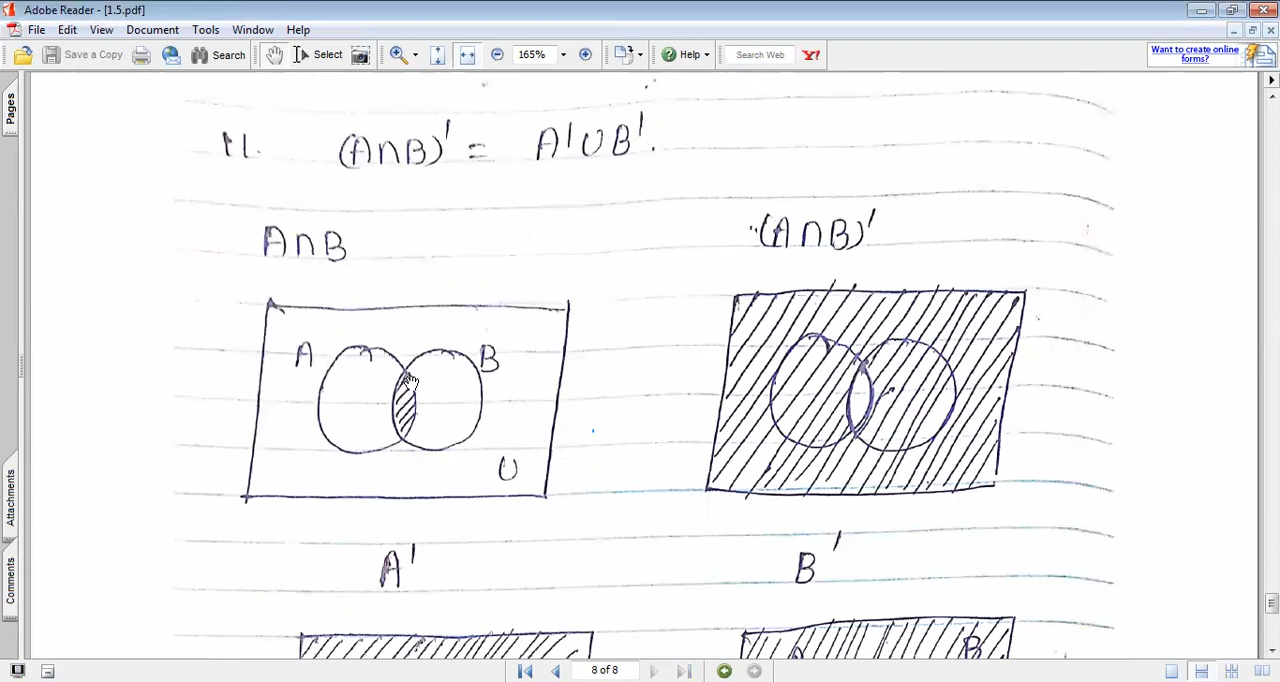 Adobe Reader - [1.5.pdf]
File Edit View Document Tools Window Help
Save a Copy Search Select 165% Help Search Web Y! Want to create online forms?
Pages
Attachments
Comments
11. (A∩B)' = A'∪B'.
A∩B (A∩B)'
A B
U
A' B'
B
8 of 8